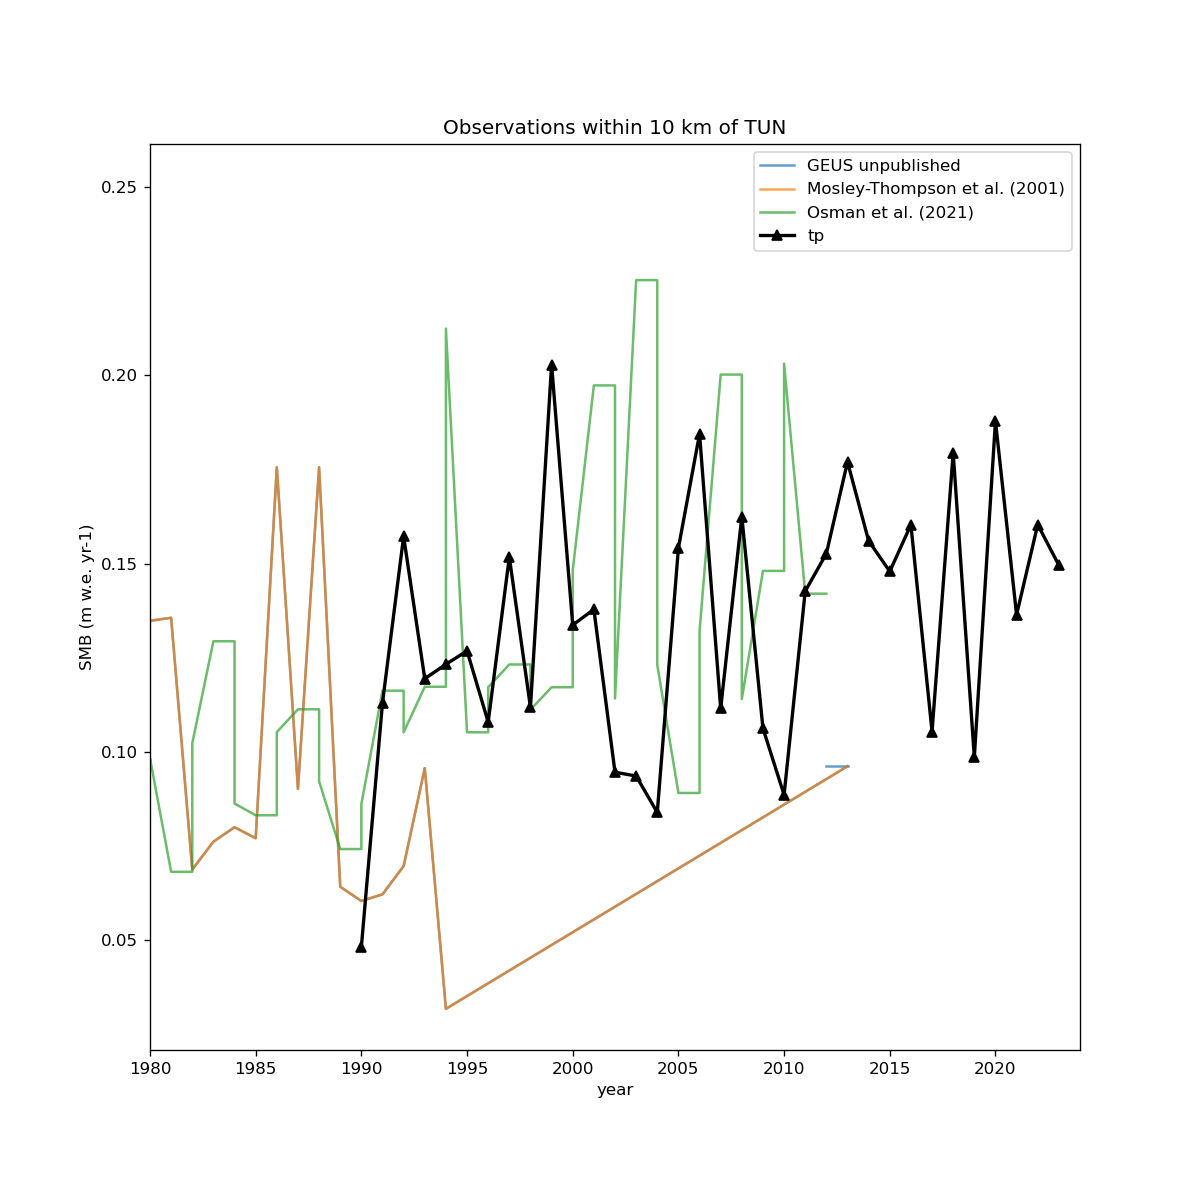 Observations within 10 km of TUN
GEUS unpublished
Mosley-Thompson et al. (2001)
Osman et al. (2021)
tp
SMB (m w.e. yr-1)
0.25
0.20
0.15
0.10
0.05
1980 1985 1990 1995 2000 2005 2010 2015 2020
year